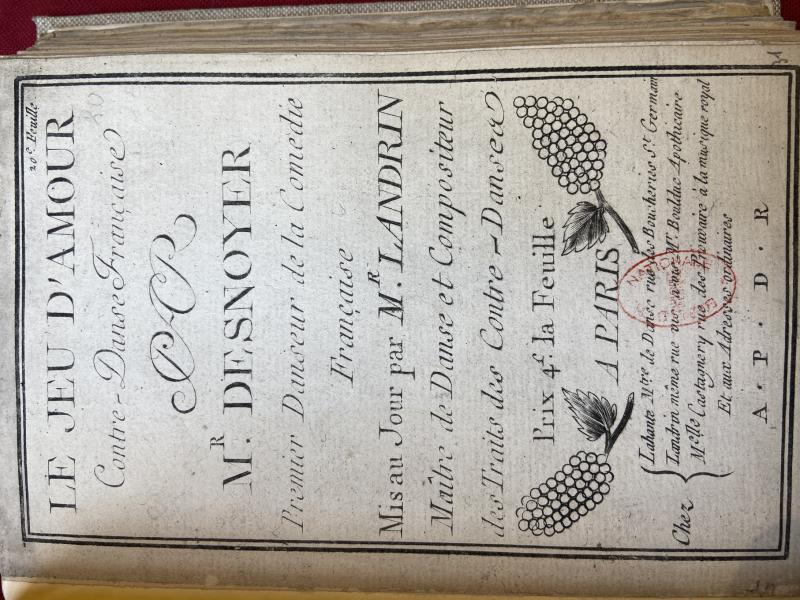 20.e Feuille
LE JEU D'AMOUR
Contre-Danse Française
PAR
MR. DESNOYER
Premier Danseur de la Comedie
Française
Mis au Jour par MR. LANDRIN
Maître de Danse et Compositeur
des Traits des Contre-Danses
Prix 4f. la Feuille
A PARIS
Chez
Lahante Mtre de Danse rue des Boucheries St Germain
Landrin même rue vis-à-vis Mr. Boulduc Apothicaire
Melle Castagnery rue des Prouvaire à la musique royal
Et aux Adresses ordinaires
A. P. D. R